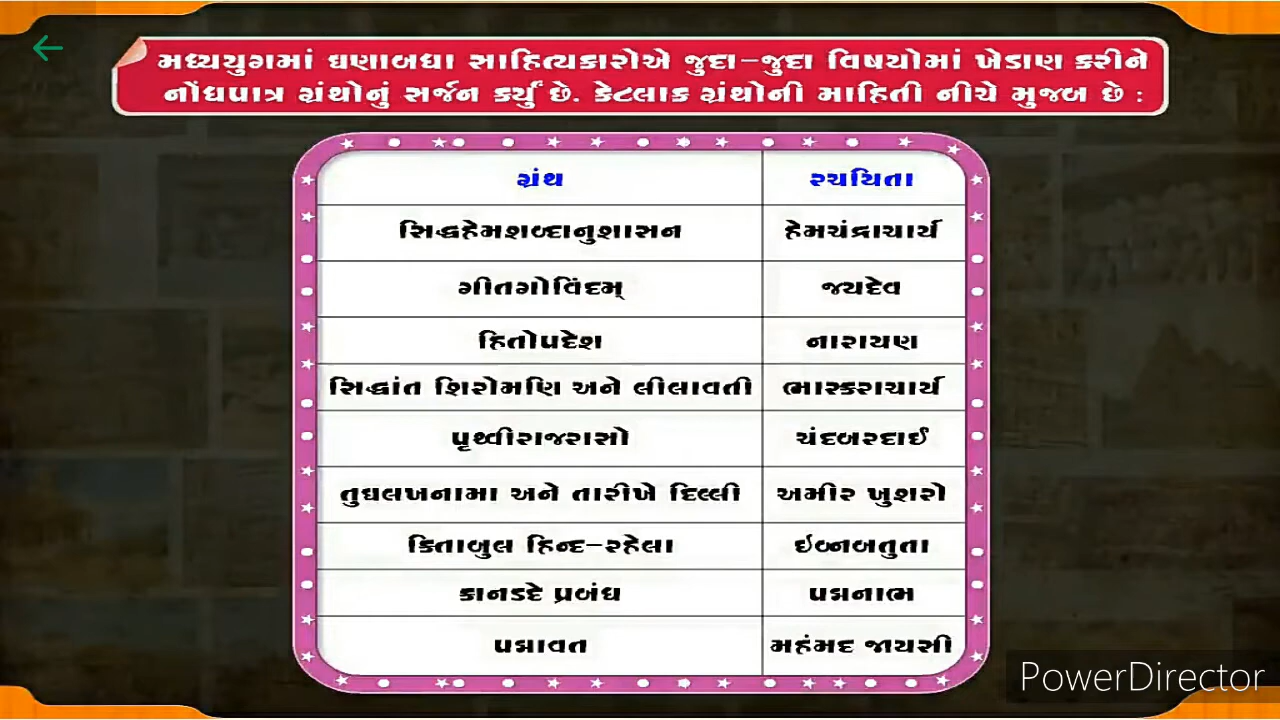 મધ્યયુગમાં ઘણાબધા સાહિત્યકારોએ જુદા-જુદા વિષયોમાં ખેડાણ કરીને
નોંધપાત્ર ગ્રંથોનું સર્જન કર્યું છે. કેટલાક ગ્રંથોની માહિતી નીચે મુજબ છે :
ગ્રંથ રચયિતા
સિદ્ધહેમશબ્દાનુશાસન હેમચંદ્રાચાર્ય
ગીતગોવિંદમ્ જયદેવ
હિતોપદેશ નારાયણ
સિદ્ધાંત શિરોમણિ અને લીલાવતી ભાસ્કરાચાર્ય
પૃથ્વીરાજરાસો ચંદબરદાઈ
તુઘલખનામા અને તારીખે દિલ્લી અમીર ખુશરો
કિતાબુલ હિન્દ-રહેલા ઇબ્નબતુતા
કાનડદે પ્રબંધ પદ્મનાભ
પદ્માવત મહંમદ જાયસી
PowerDirector